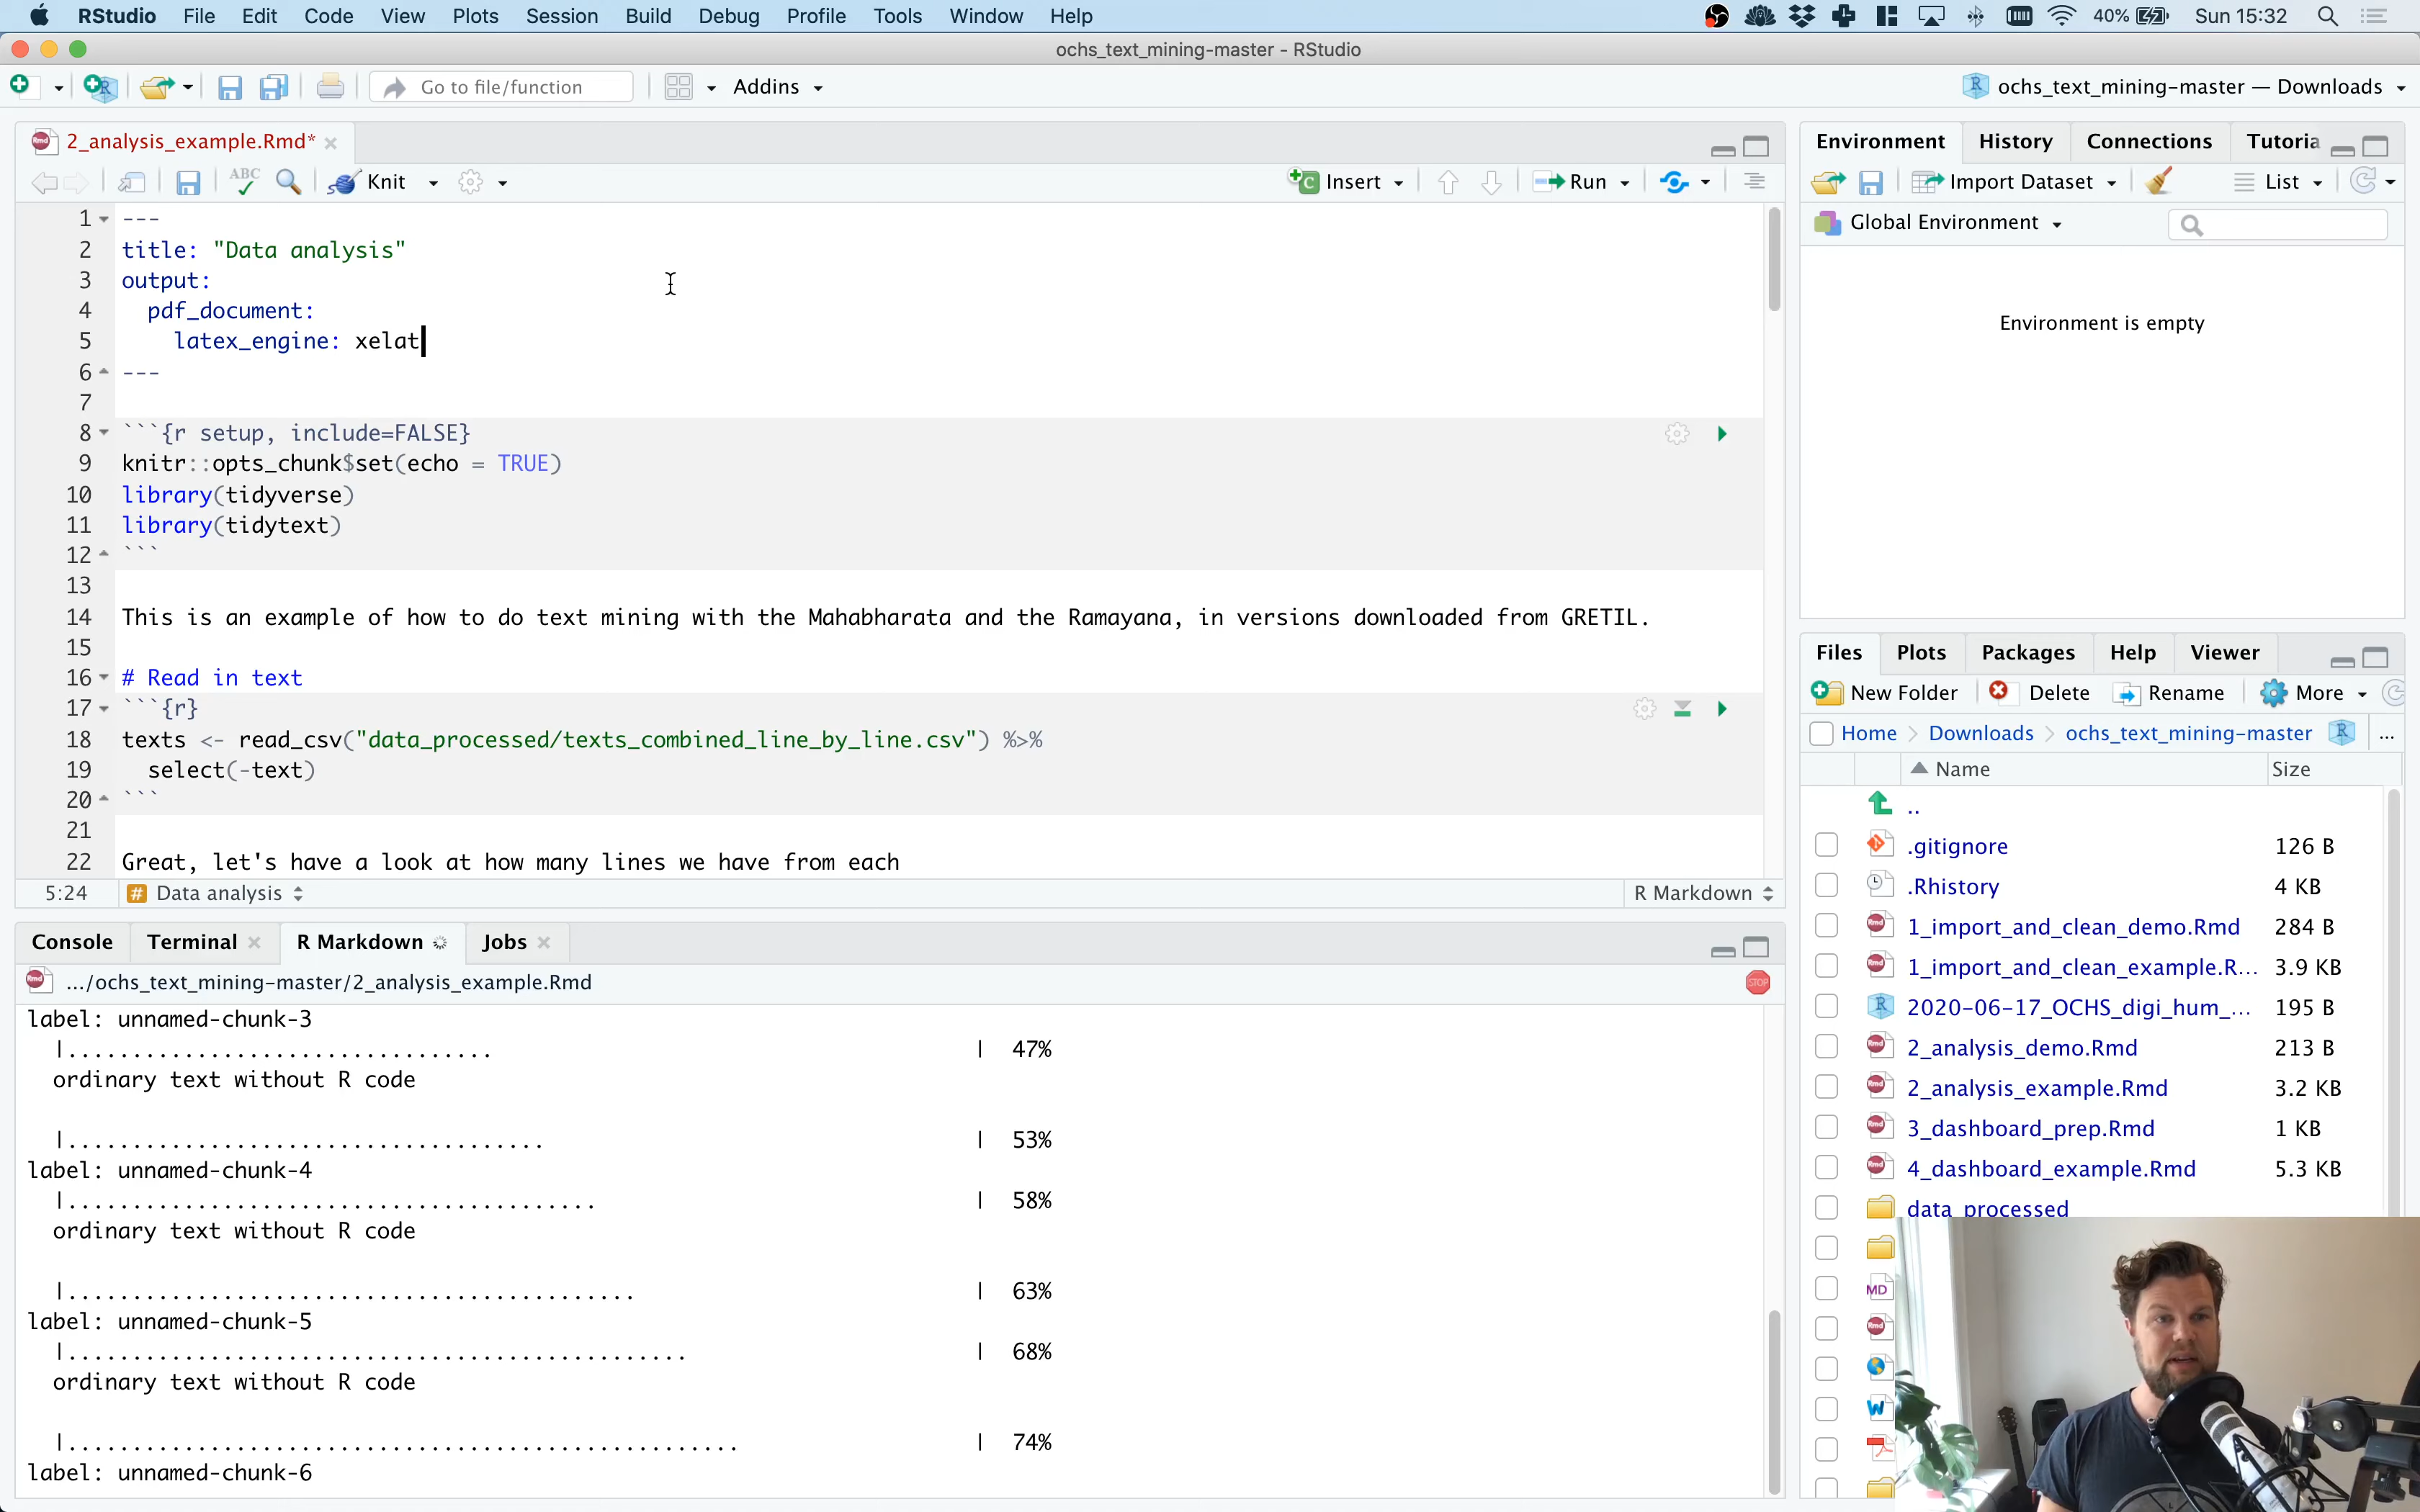 RStudio File Edit Code View Plots Session Build Debug Profile Tools Window Help 40% Sun 15:32
ochs_text_mining-master - RStudio
Go to file/function Addins ochs_text_mining-master — Downloads
2_analysis_example.Rmd*
ABC Knit Insert Run
1 ---
2 title: "Data analysis"
3 output:
4 pdf_document:
5 latex_engine: xelat
6 ---
7
8 ```{r setup, include=FALSE}
9 knitr::opts_chunk$set(echo = TRUE)
10 library(tidyverse)
11 library(tidytext)
12 ```
13
14 This is an example of how to do text mining with the Mahabharata and the Ramayana, in versions downloaded from GRETIL.
15
16 # Read in text
17 ```{r}
18 texts <- read_csv("data_processed/texts_combined_line_by_line.csv") %>%
19 select(-text)
20 ```
21
22 Great, let's have a look at how many lines we have from each
5:24 # Data analysis R Markdown
Console Terminal R Markdown Jobs
.../ochs_text_mining-master/2_analysis_example.Rmd STOP
label: unnamed-chunk-3
|................................. | 47%
ordinary text without R code
|..................................... | 53%
label: unnamed-chunk-4
|......................................... | 58%
ordinary text without R code
|............................................ | 63%
label: unnamed-chunk-5
|................................................ | 68%
ordinary text without R code
|.................................................... | 74%
label: unnamed-chunk-6
Environment History Connections Tutoria
Import Dataset List
Global Environment
Environment is empty
Files Plots Packages Help Viewer
New Folder Delete Rename More
Home Downloads ochs_text_mining-master ...
Name Size
..
.gitignore 126 B
.Rhistory 4 KB
1_import_and_clean_demo.Rmd 284 B
1_import_and_clean_example.R... 3.9 KB
2020-06-17_OCHS_digi_hum_... 195 B
2_analysis_demo.Rmd 213 B
2_analysis_example.Rmd 3.2 KB
3_dashboard_prep.Rmd 1 KB
4_dashboard_example.Rmd 5.3 KB
data_processed
MD
W